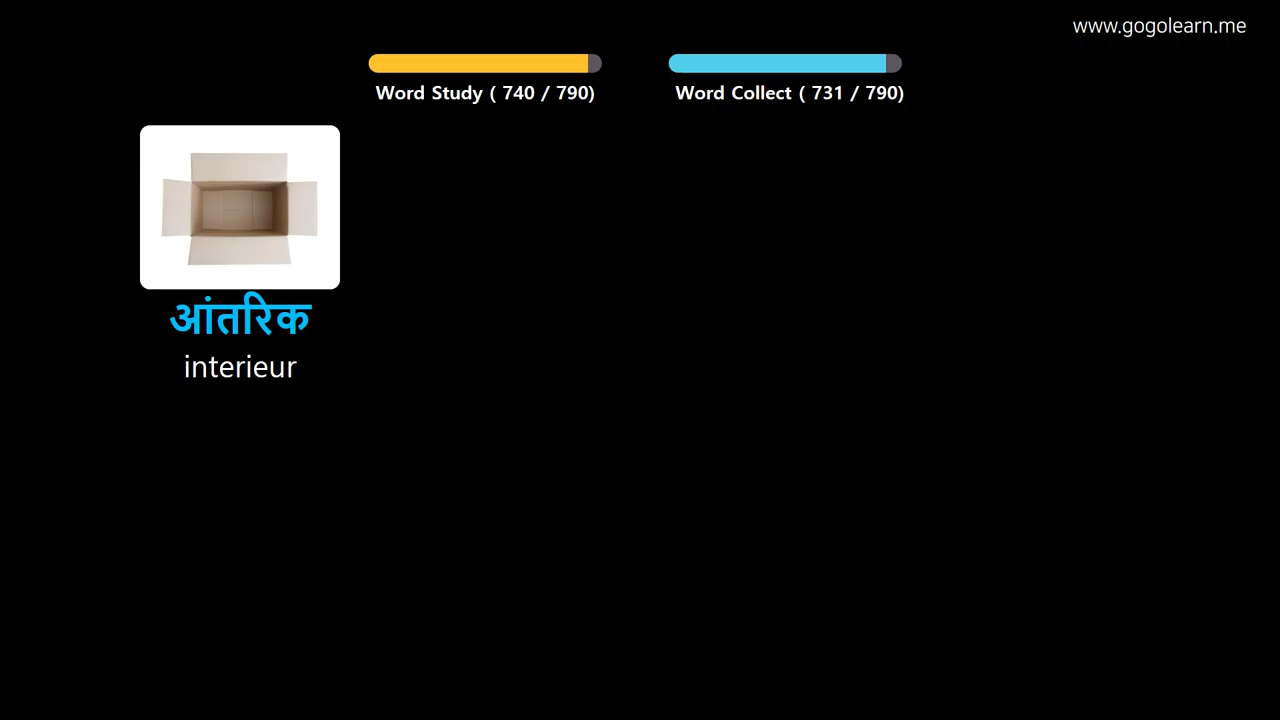 www.gogolearn.me
Word Study ( 740 / 790)
Word Collect ( 731 / 790)
आंतरिक
interieur